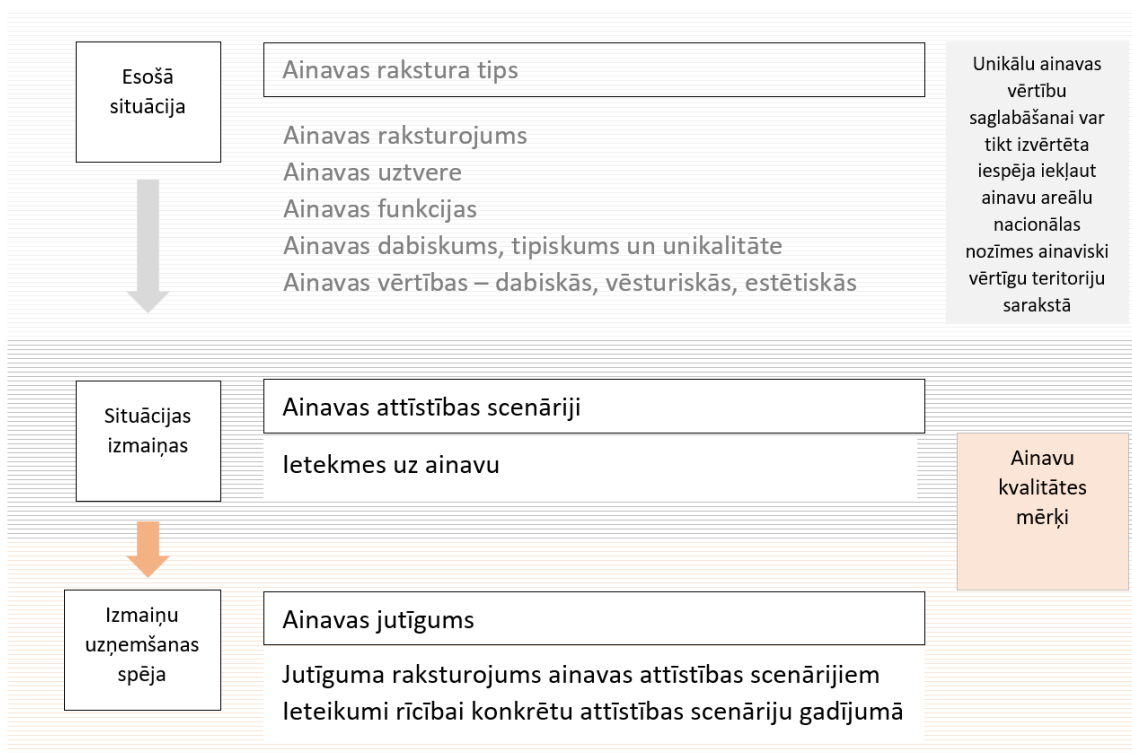 Esošā
situācija
Ainavas rakstura tips
Ainavas raksturojums
Ainavas uztvere
Ainavas funkcijas
Ainavas dabiskums, tipiskums un unikalitāte
Ainavas vērtības – dabiskās, vēsturiskās, estētiskās
Unikālu ainavas
vērtību
saglabāšanai var
tikt izvērtēta
iespēja iekļaut
ainavu areālu
nacionālas
nozīmes ainaviski
vērtīgu teritoriju
sarakstā
Situācijas
izmaiņas
Ainavas attīstības scenāriji
Ietekmes uz ainavu
Ainavu
kvalitātes
mērķi
Izmaiņu
uzņemšanas
spēja
Ainavas jutīgums
Jutīguma raksturojums ainavas attīstības scenārijiem
Ieteikumi rīcībai konkrētu attīstības scenāriju gadījumā